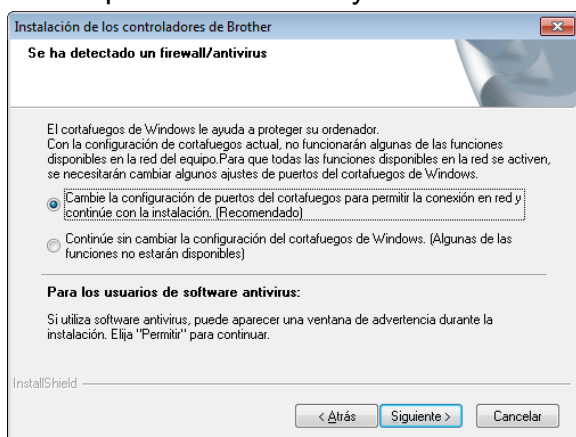 Instalación de los controladores de Brother
Se ha detectado un firewall/antivirus
El cortafuegos de Windows le ayuda a proteger su ordenador.
Con la configuración de cortafuegos actual, no funcionarán algunas de las funciones
disponibles en la red del equipo.Para que todas las funciones disponibles en la red se activen,
se necesitarán cambiar algunos ajustes de puertos del cortafuegos de Windows.
Cambie la configuración de puertos del cortafuegos para permitir la conexión en red y
continúe con la instalación. (Recomendado)
Continúe sin cambiar la configuración del cortafuegos de Windows. (Algunas de las
funciones no estarán disponibles)
Para los usuarios de software antivirus:
Si utiliza software antivirus, puede aparecer una ventana de advertencia durante la
instalación. Elija "Permitir" para continuar.
InstallShield
< Atrás Siguiente > Cancelar